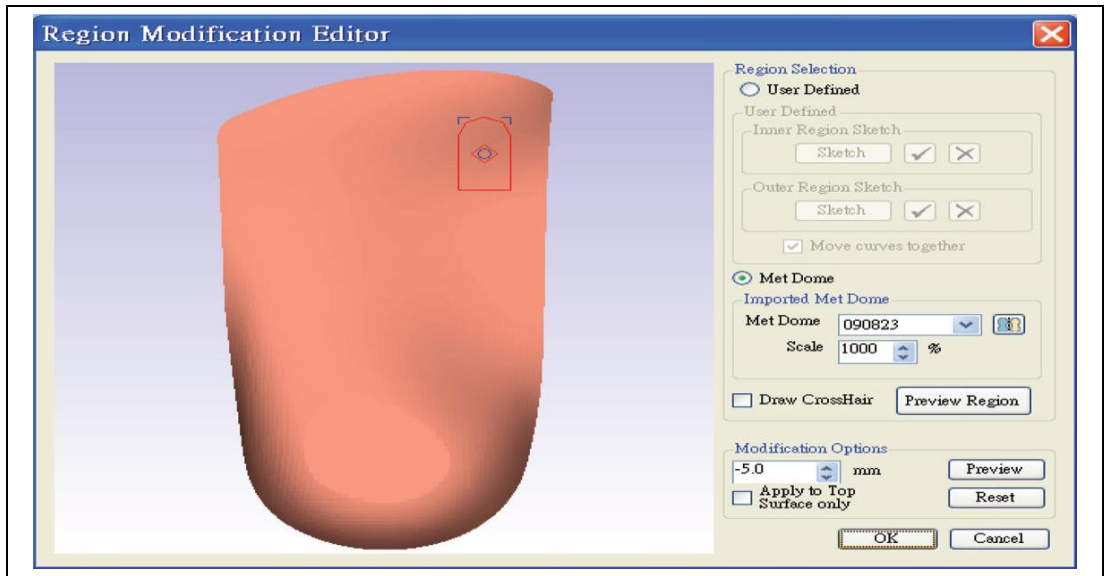 Region Modification Editor
Region Selection
User Defined
User Defined
Inner Region Sketch
Sketch
Outer Region Sketch
Sketch
Move curves together
Met Dome
Imported Met Dome
Met Dome 090823
Scale 1000 %
Draw CrossHair Preview Region
Modification Options
-5.0 mm Preview
Apply to Top
Surface only Reset
OK Cancel